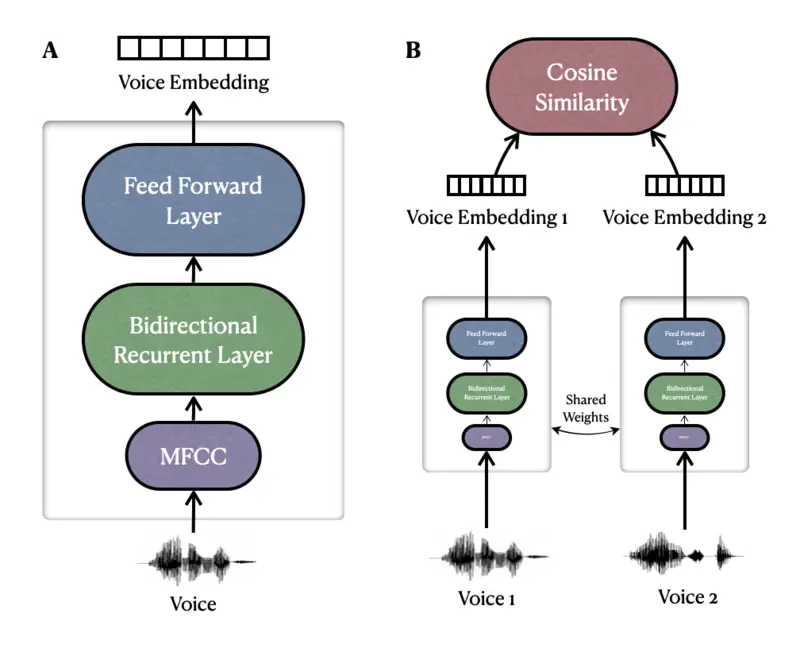 A
Voice Embedding
Feed Forward
Layer
Bidirectional
Recurrent Layer
MFCC
Voice
B
Cosine
Similarity
Voice Embedding 1
Voice Embedding 2
Feed Forward
Layer
Bidirectional
Recurrent Layer
MFCC
Feed Forward
Layer
Bidirectional
Recurrent Layer
MFCC
Shared
Weights
Voice 1
Voice 2